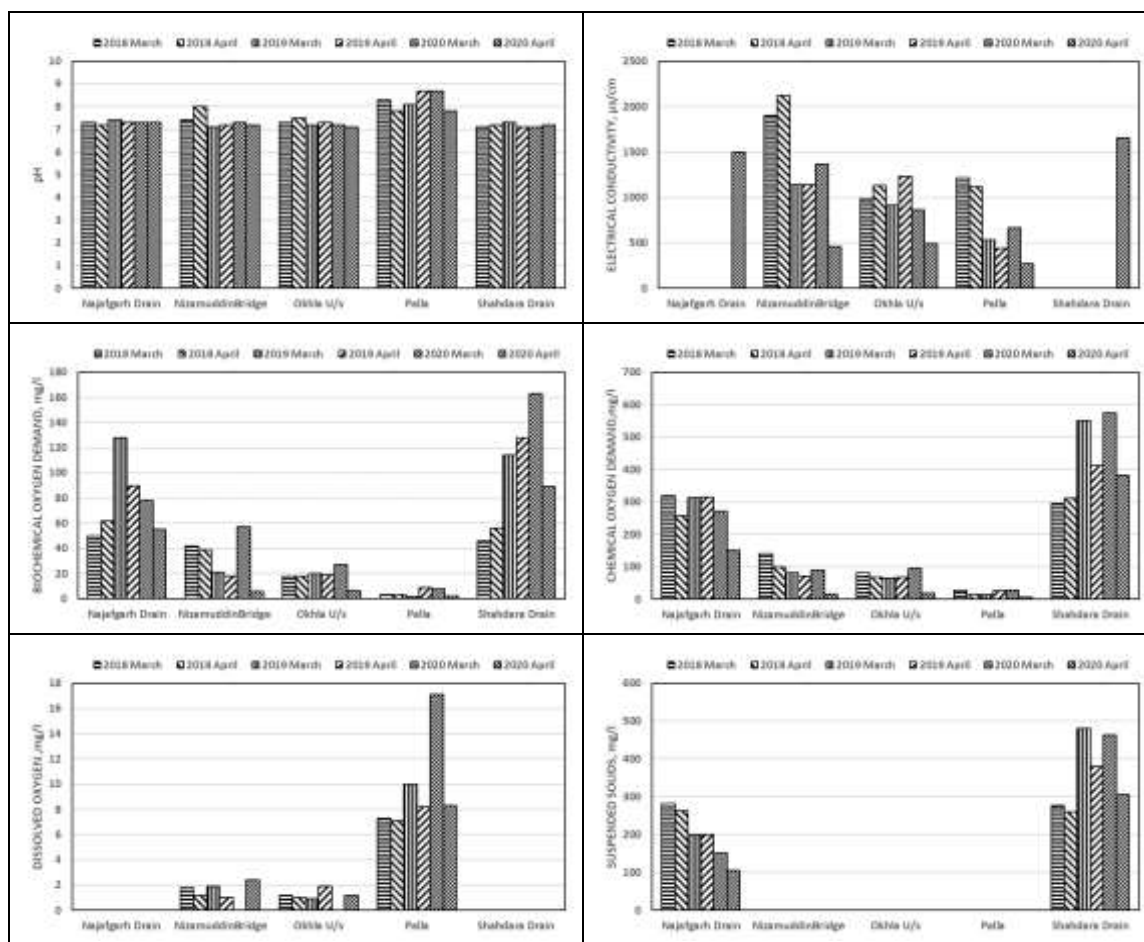 2018 March 2018 April 2019 March 2019 April 2020 March 2020 April
10
9
8
7
6
5
4
3
2
1
0
pH
Najafgarh Drain NizamuddinBridge Okhla U/s Palla Shahdara Drain
2018 March 2018 April 2019 March 2019 April 2020 March 2020 April
2500
2000
1500
1000
500
0
ELECTRICAL CONDUCTIVITY, µs/cm
Najafgarh Drain NizamuddinBridge Okhla U/s Palla Shahdara Drain
2018 March 2018 April 2019 March 2019 April 2020 March 2020 April
180
160
140
120
100
80
60
40
20
0
BIOCHEMICAL OXYGEN DEMAND, mg/l
Najafgarh Drain NizamuddinBridge Okhla U/s Palla Shahdara Drain
2018 March 2018 April 2019 March 2019 April 2020 March 2020 April
700
600
500
400
300
200
100
0
CHEMICAL OXYGEN DEMAND,mg/l
Najafgarh Drain NizamuddinBridge Okhla U/s Palla Shahdara Drain
2018 March 2018 April 2019 March 2019 April 2020 March 2020 April
18
16
14
12
10
8
6
4
2
0
DISSOLVED OXYGEN ,mg/l
Najafgarh Drain NizamuddinBridge Okhla U/s Palla Shahdara Drain
2018 March 2018 April 2019 March 2019 April 2020 March 2020 April
600
500
400
300
200
100
0
SUSPENDED SOLIDS, mg/l
Najafgarh Drain NizamuddinBridge Okhla U/s Palla Shahdara Drain